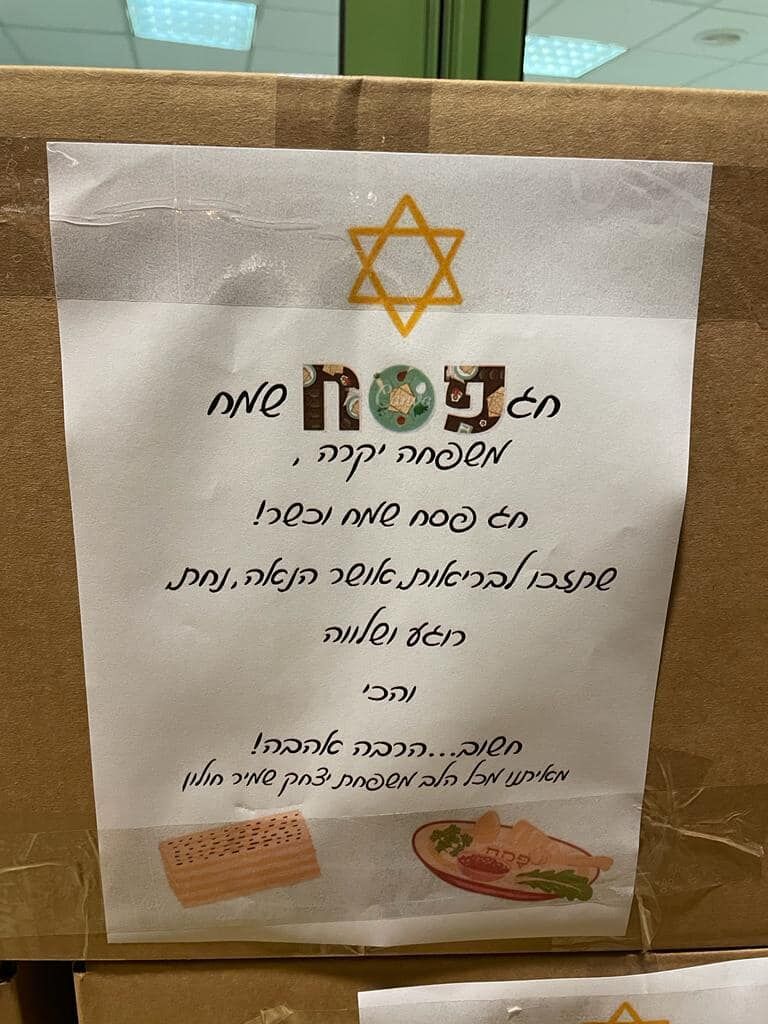 חג פסח שמח
משפחה יקרה ,
חג פסח שמח וכשר!
שתזכו לבריאות, אושר הנאה, נחת,
רוגע ושלווה
והכי
חשוב...הרבה אהבה!
מאיתנו מכל הלב משפחת יצחק שמיר חולון
פסח